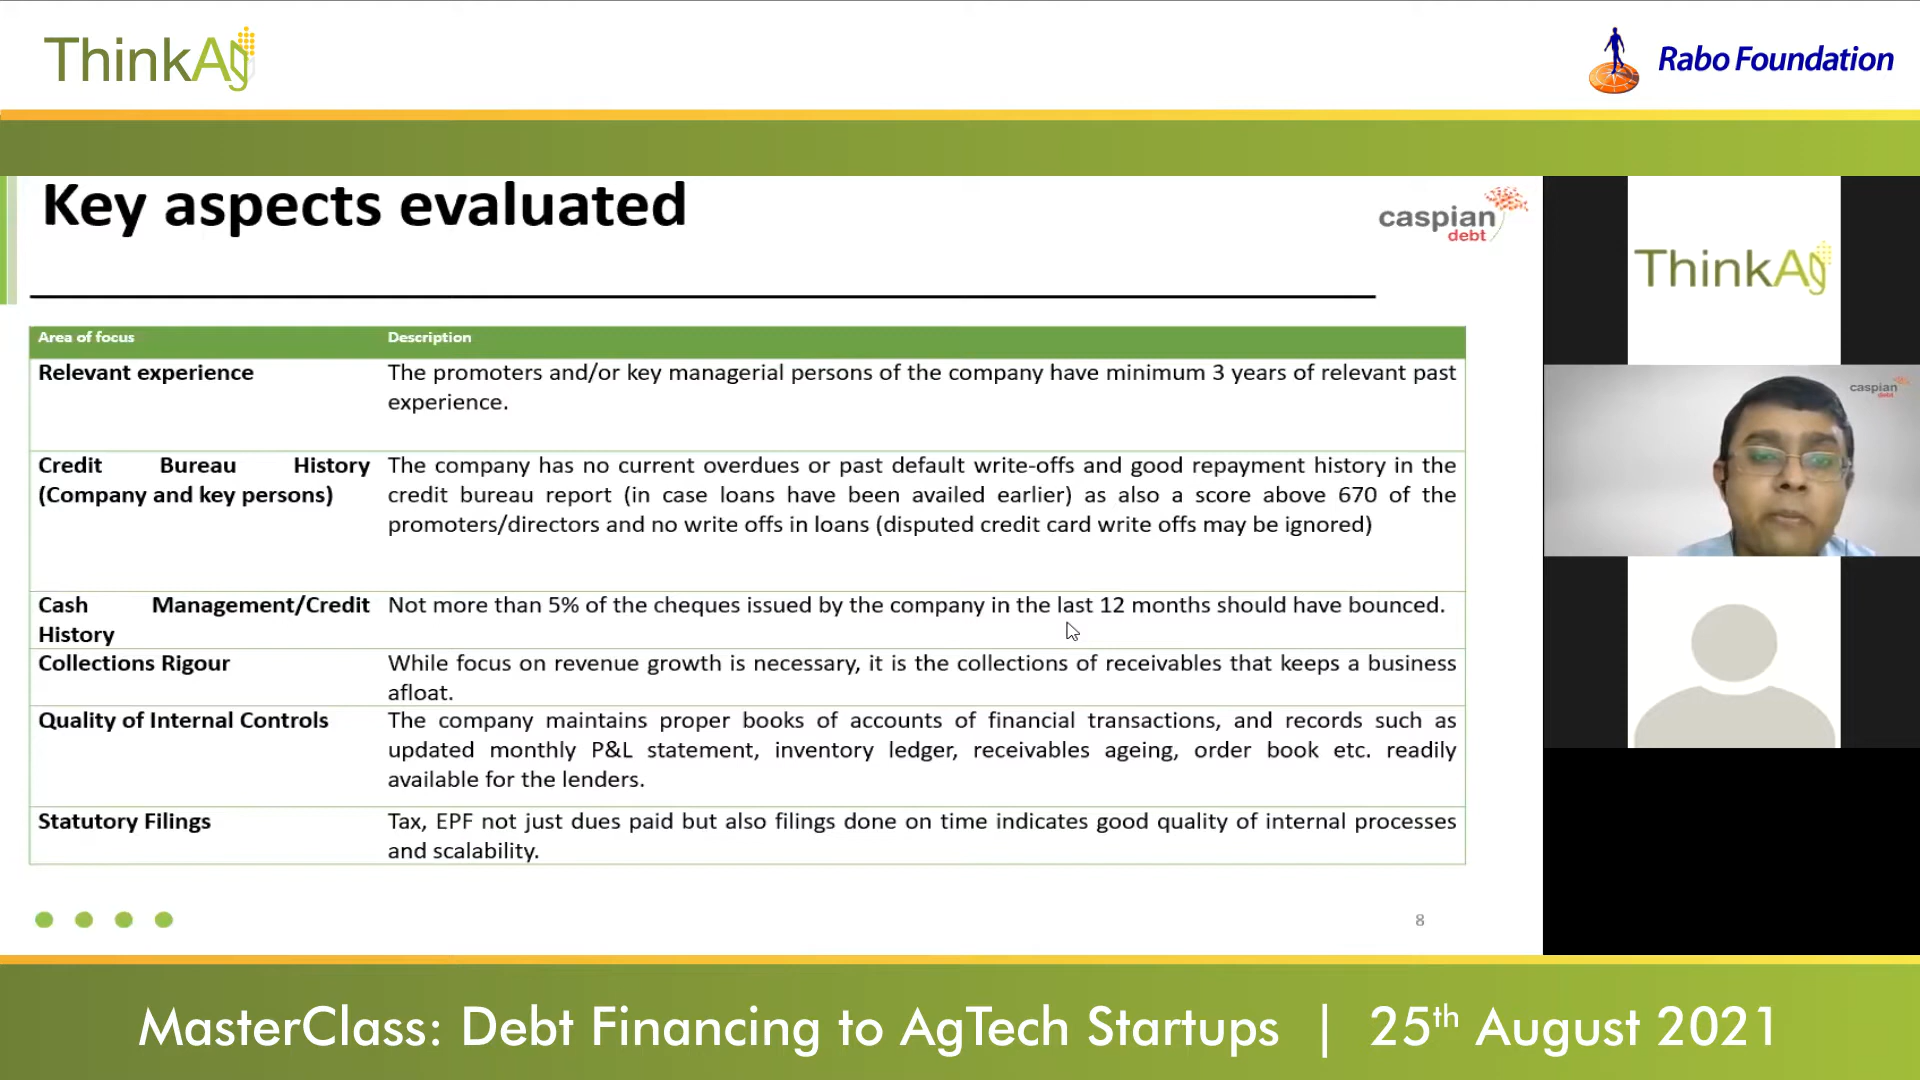 ThinkAg
Rabo Foundation
Key aspects evaluated
caspian
debt
ThinkAg
caspian
debt
Area of focus
Description
Relevant experience
The promoters and/or key managerial persons of the company have minimum 3 years of relevant past
experience.
Credit Bureau History
(Company and key persons)
The company has no current overdues or past default write-offs and good repayment history in the
credit bureau report (in case loans have been availed earlier) as also a score above 670 of the
promoters/directors and no write offs in loans (disputed credit card write offs may be ignored)
Cash Management/Credit
History
Not more than 5% of the cheques issued by the company in the last 12 months should have bounced.
Collections Rigour
While focus on revenue growth is necessary, it is the collections of receivables that keeps a business
afloat.
Quality of Internal Controls
The company maintains proper books of accounts of financial transactions, and records such as
updated monthly P&L statement, inventory ledger, receivables ageing, order book etc. readily
available for the lenders.
Statutory Filings
Tax, EPF not just dues paid but also filings done on time indicates good quality of internal processes
and scalability.
8
MasterClass: Debt Financing to AgTech Startups | 25th August 2021